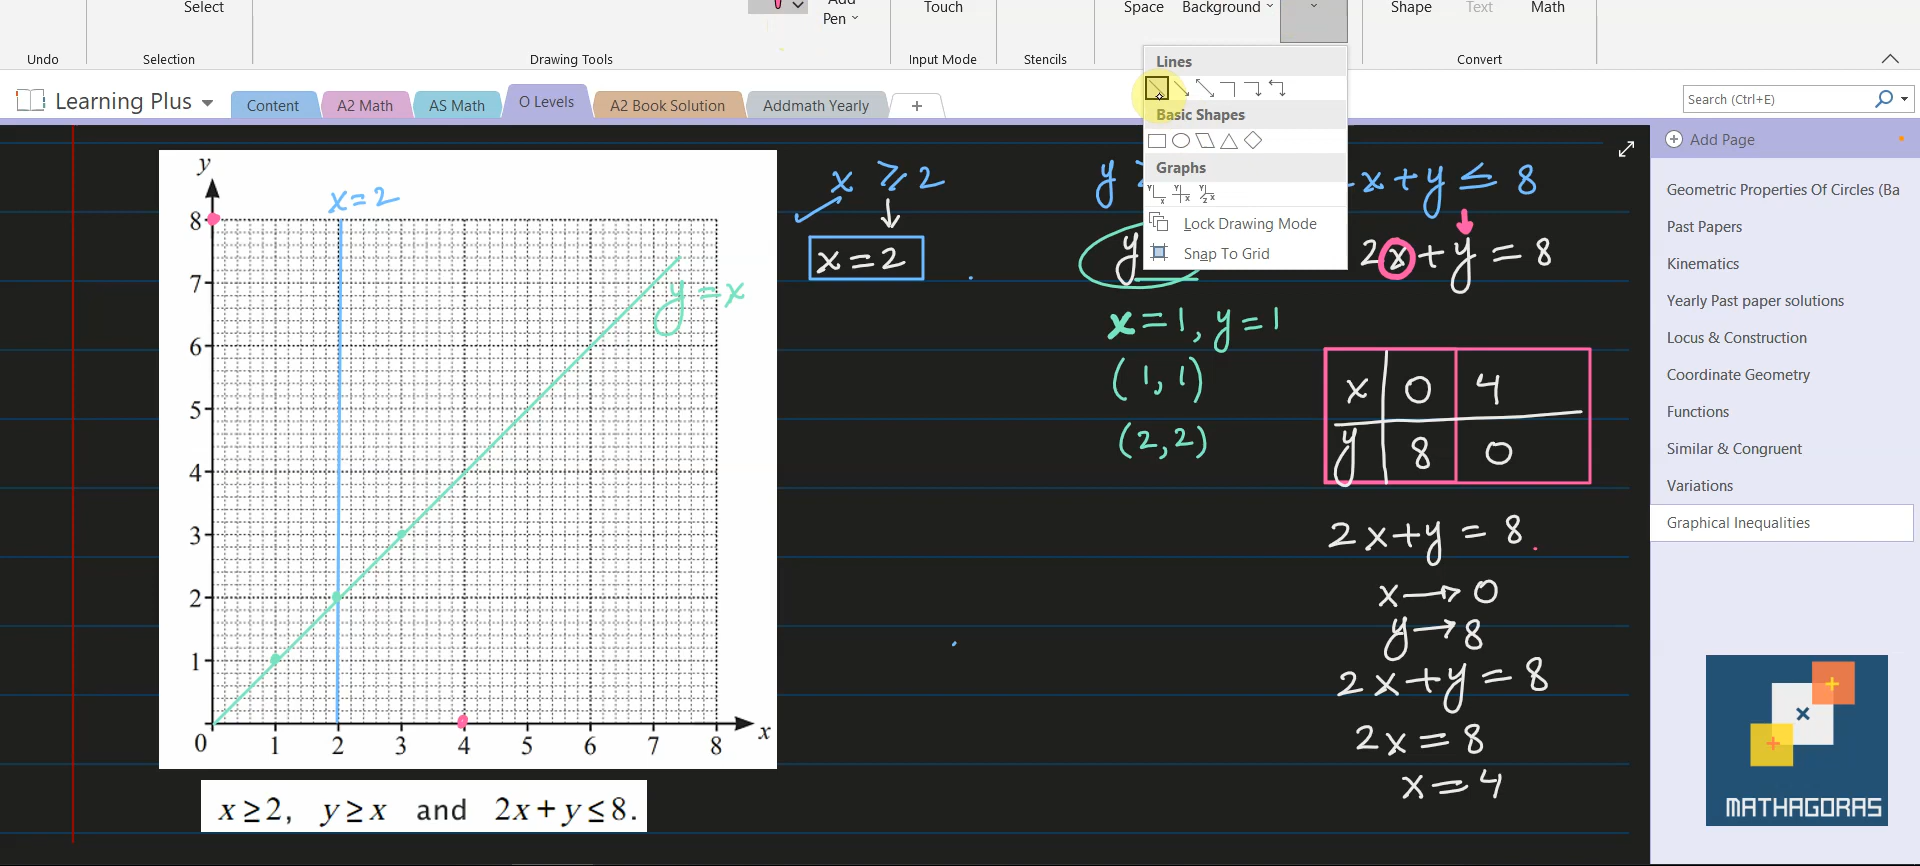 Select
Add
Pen
Touch
Space
Background
Shape
Text
Math
Undo
Selection
Drawing Tools
Input Mode
Stencils
Convert
Learning Plus
Content
A2 Math
AS Math
O Levels
A2 Book Solution
Addmath Yearly
+
Search (Ctrl+E)
Lines
Basic Shapes
Graphs
Lock Drawing Mode
Snap To Grid
Add Page
Geometric Properties Of Circles (Ba
Past Papers
Kinematics
Yearly Past paper solutions
Locus & Construction
Coordinate Geometry
Functions
Similar & Congruent
Variations
Graphical Inequalities
MATHAGORAS
y
8
7
6
5
4
3
2
1
0 1 2 3 4 5 6 7 8 x
x=2
y=x
x ≥ 2, y ≥ x and 2x + y ≤ 8.
x ≥ 2
x = 2
y
y
x = 1, y = 1
(1, 1)
(2, 2)
x + y ≤ 8
2x + y = 8
x 0 4
y 8 0
2x + y = 8
x → 0
y → 8
2x + y = 8
2x = 8
x = 4